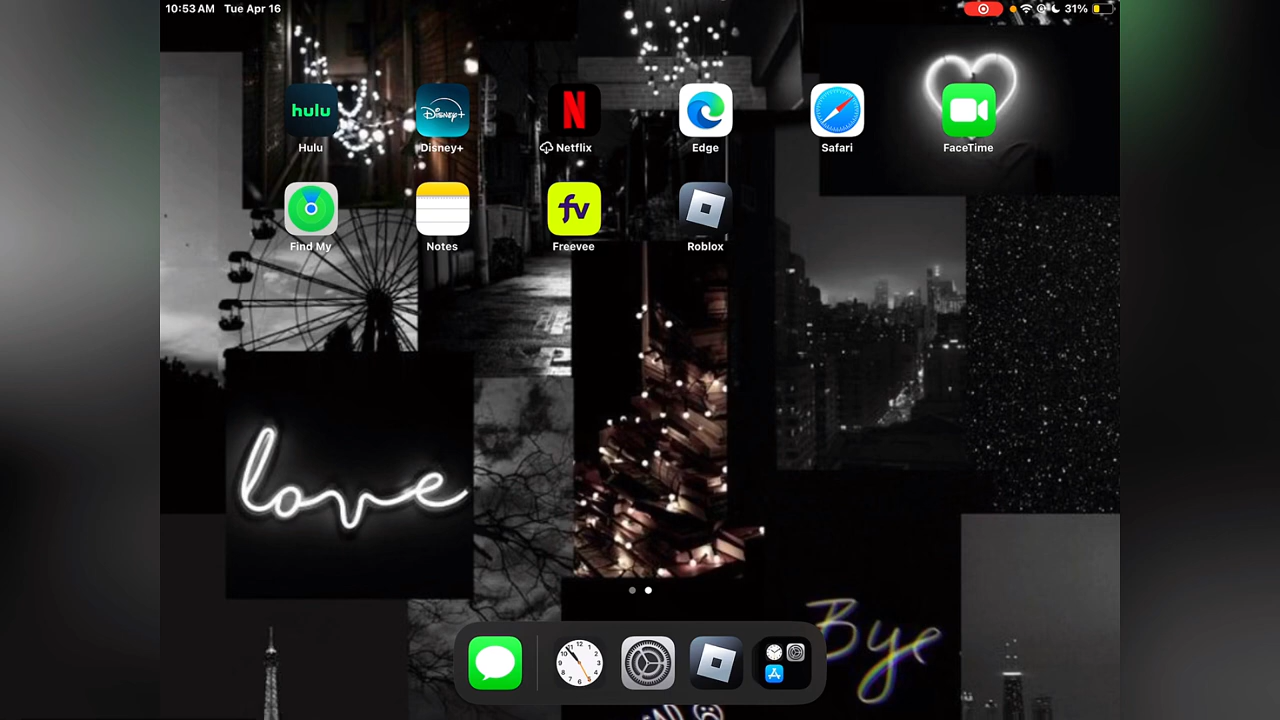 10:53 AM Tue Apr 16
31%
hulu
Disney+
N
Hulu
Disney+
Netflix
Edge
Safari
FaceTime
fv
Find My
Notes
Freevee
Roblox
love
Bye